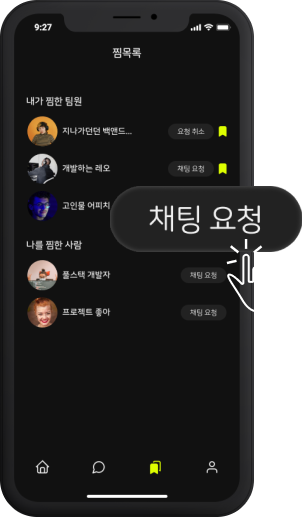 9:27
찜목록
내가 찜한 팀원
지나가던던 백앤드...
요청 취소
개발하는 레오
채팅 요청
고인물 어피치
채팅 요청
나를 찜한 사람
풀스택 개발자
채팅 요청
프로젝트 좋아
채팅 요청